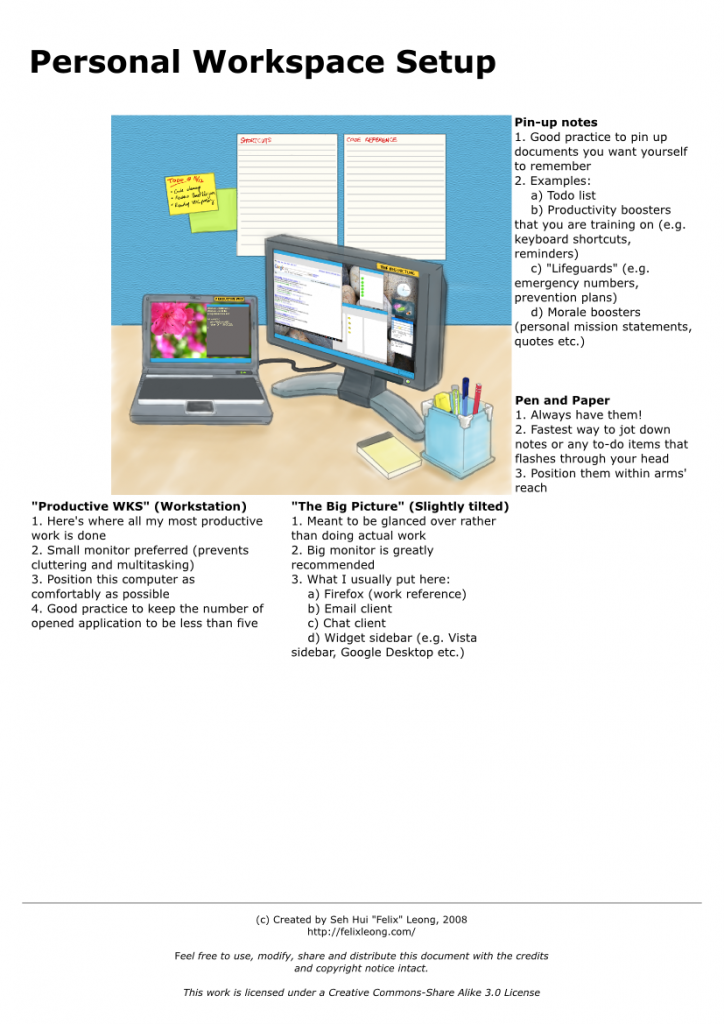 Personal Workspace Setup
SHORTCUTS
CODE REFERENCE
Pin-up notes
1. Good practice to pin up
documents you want yourself
to remember
2. Examples:
a) Todo list
b) Productivity boosters
that you are training on (e.g.
keyboard shortcuts,
reminders)
c) "Lifeguards" (e.g.
emergency numbers,
prevention plans)
d) Morale boosters
(personal mission statements,
quotes etc.)
Pen and Paper
1. Always have them!
2. Fastest way to jot down
notes or any to-do items that
flashes through your head
3. Position them within arms'
reach
"Productive WKS" (Workstation)
1. Here's where all my most productive
work is done
2. Small monitor preferred (prevents
cluttering and multitasking)
3. Position this computer as
comfortably as possible
4. Good practice to keep the number of
opened application to be less than five
"The Big Picture" (Slightly tilted)
1. Meant to be glanced over rather
than doing actual work
2. Big monitor is greatly
recommended
3. What I usually put here:
a) Firefox (work reference)
b) Email client
c) Chat client
d) Widget sidebar (e.g. Vista
sidebar, Google Desktop etc.)
(c) Created by Seh Hui "Felix" Leong, 2008
http://felixleong.com/
Feel free to use, modify, share and distribute this document with the credits
and copyright notice intact.
This work is licensed under a Creative Commons-Share Alike 3.0 License